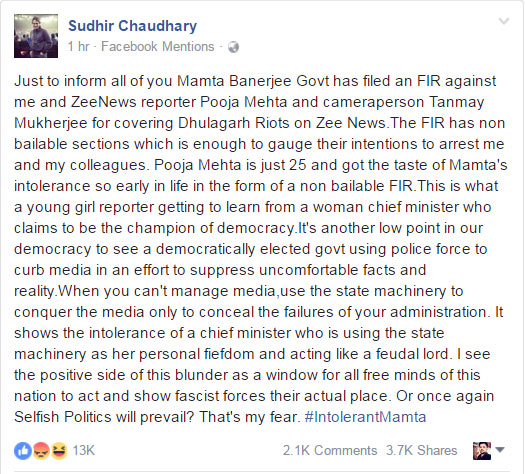 Sudhir Chaudhary
1 hr · Facebook Mentions ·
Just to inform all of you Mamta Banerjee Govt has filed an FIR against
me and ZeeNews reporter Pooja Mehta and cameraperson Tanmay
Mukherjee for covering Dhulagarh Riots on Zee News.The FIR has non
bailable sections which is enough to gauge their intentions to arrest me
and my colleagues. Pooja Mehta is just 25 and got the taste of Mamta's
intolerance so early in life in the form of a non bailable FIR.This is what
a young girl reporter getting to learn from a woman chief minister who
claims to be the champion of democracy.It's another low point in our
democracy to see a democratically elected govt using police force to
curb media in an effort to suppress uncomfortable facts and
reality.When you can't manage media,use the state machinery to
conquer the media only to conceal the failures of your administration. It
shows the intolerance of a chief minister who is using the state
machinery as her personal fiefdom and acting like a feudal lord. I see
the positive side of this blunder as a window for all free minds of this
nation to act and show fascist forces their actual place. Or once again
Selfish Politics will prevail? That's my fear. #IntolerantMamta
13K 2.1K Comments 3.7K Shares